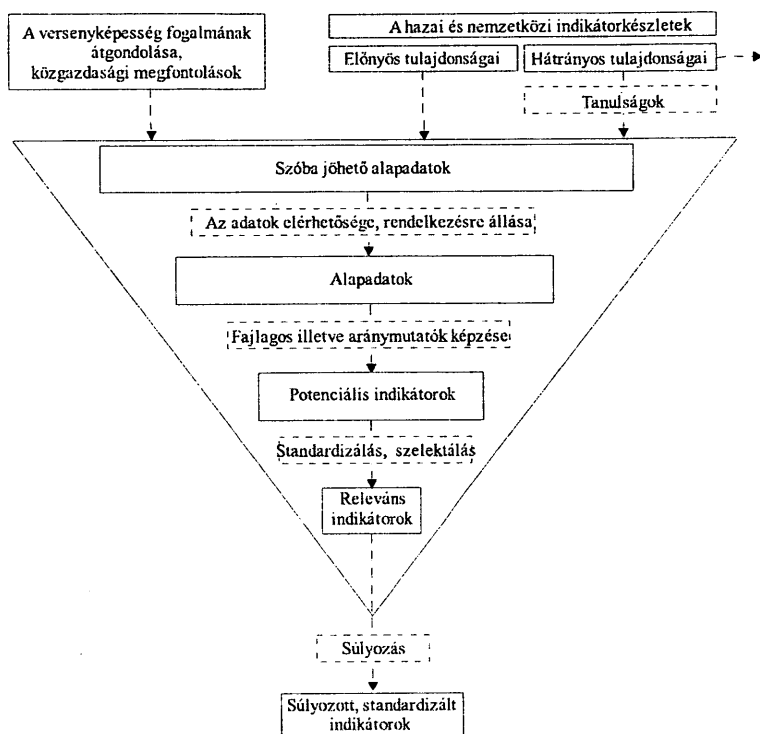 A versenyképesség fogalmának
átgondolása,
közgazdasági megfontolások
A hazai és nemzetközi indikátorkészletek
Előnyös tulajdonságai
Hátrányos tulajdonságai
Tanulságok
Szóba jöhető alapadatok
Az adatok elérhetősége, rendelkezésre állása
Alapadatok
Fajlagos illetve aránymutatók képzése
Potenciális indikátorok
Standardizálás, szelektálás
Releváns
indikátorok
Súlyozás
Súlyozott, standardizált
indikátorok